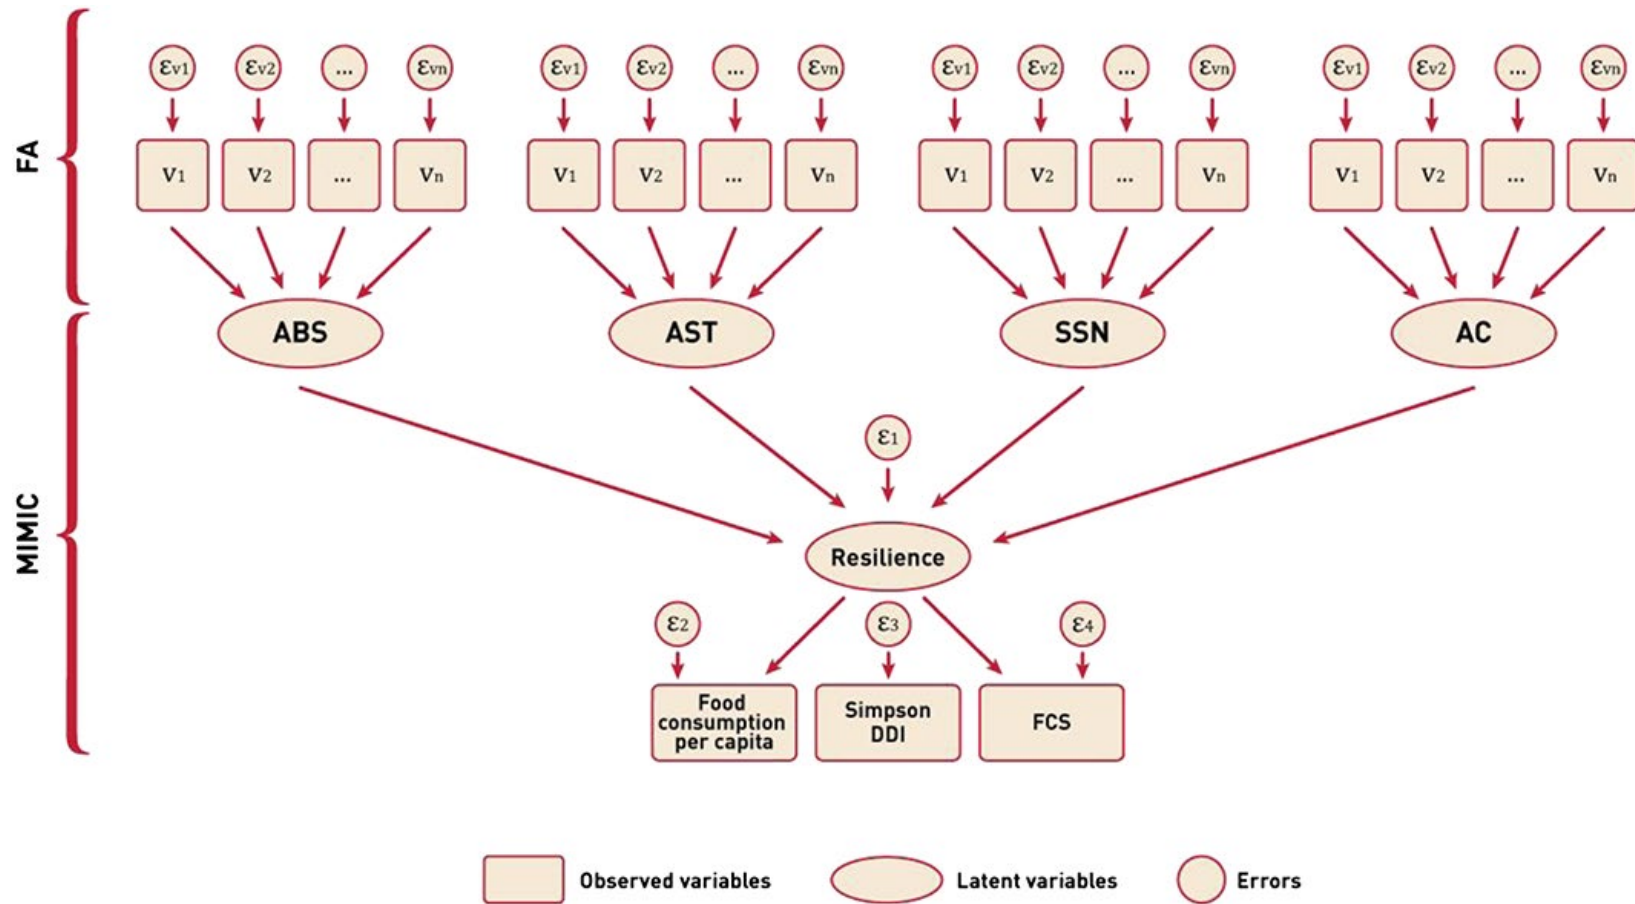 FA
εv1 εv2 ... εvn εv1 εv2 ... εvn εv1 εv2 ... εvn εv1 εv2 ... εvn
v1 v2 ... vn v1 v2 ... vn v1 v2 ... vn v1 v2 ... vn
ABS AST SSN AC
MIMIC
ε1
Resilience
ε2 ε3 ε4
Food
consumption
per capita
Simpson
DDI
FCS
Observed variables Latent variables Errors